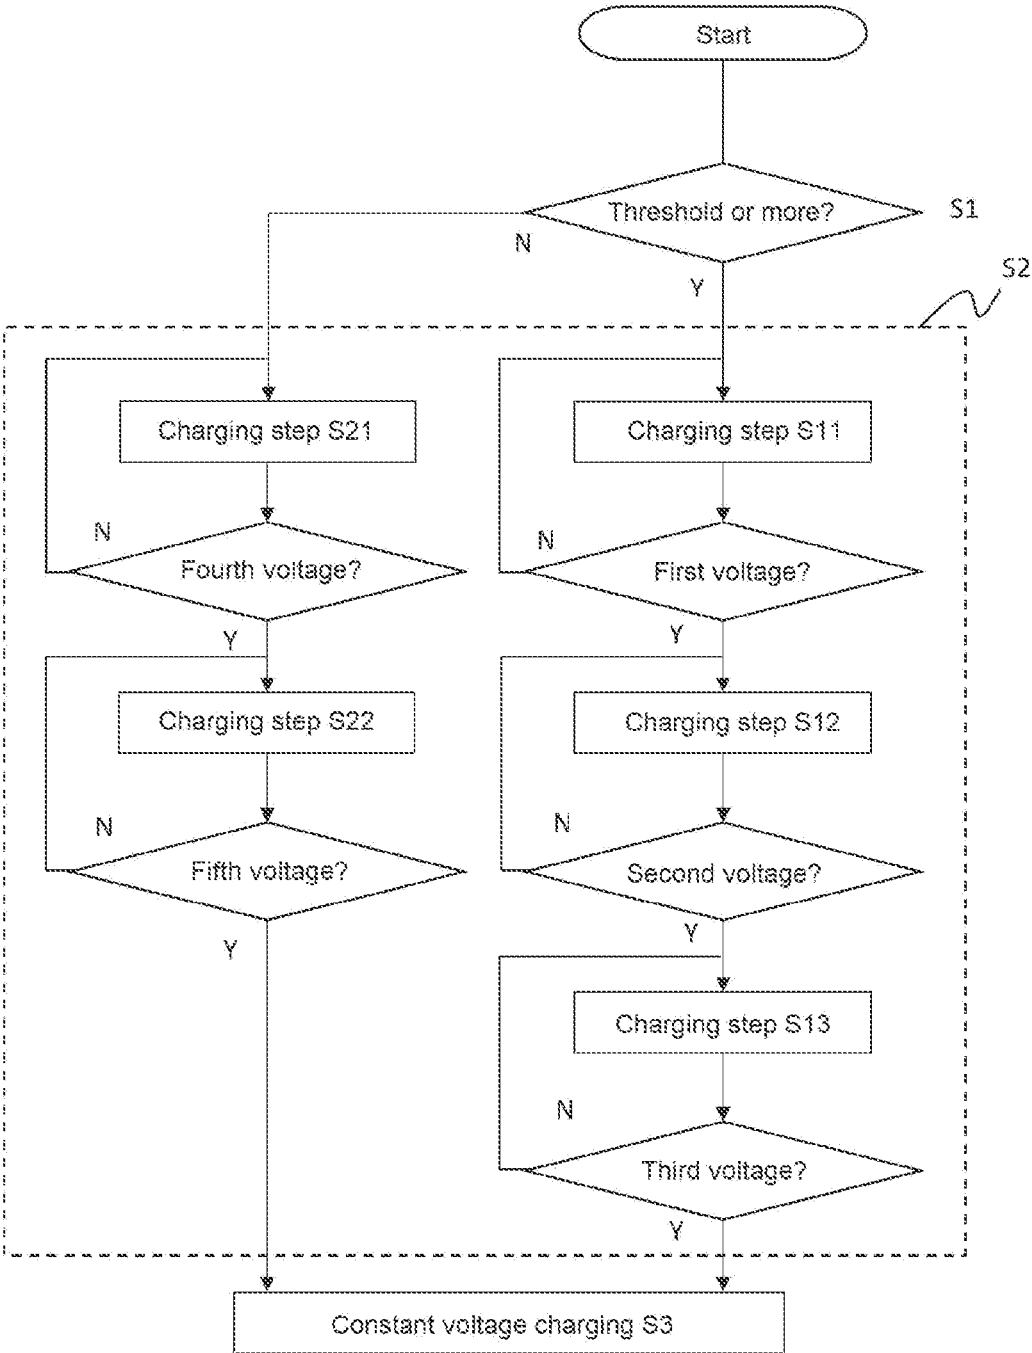 Start
Threshold or more?
S1
N
Y
S2
Charging step S21
Charging step S11
N
N
Fourth voltage?
First voltage?
Y
Y
Charging step S22
Charging step S12
N
N
Fifth voltage?
Second voltage?
Y
Y
Charging step S13
N
Third voltage?
Y
Constant voltage charging S3